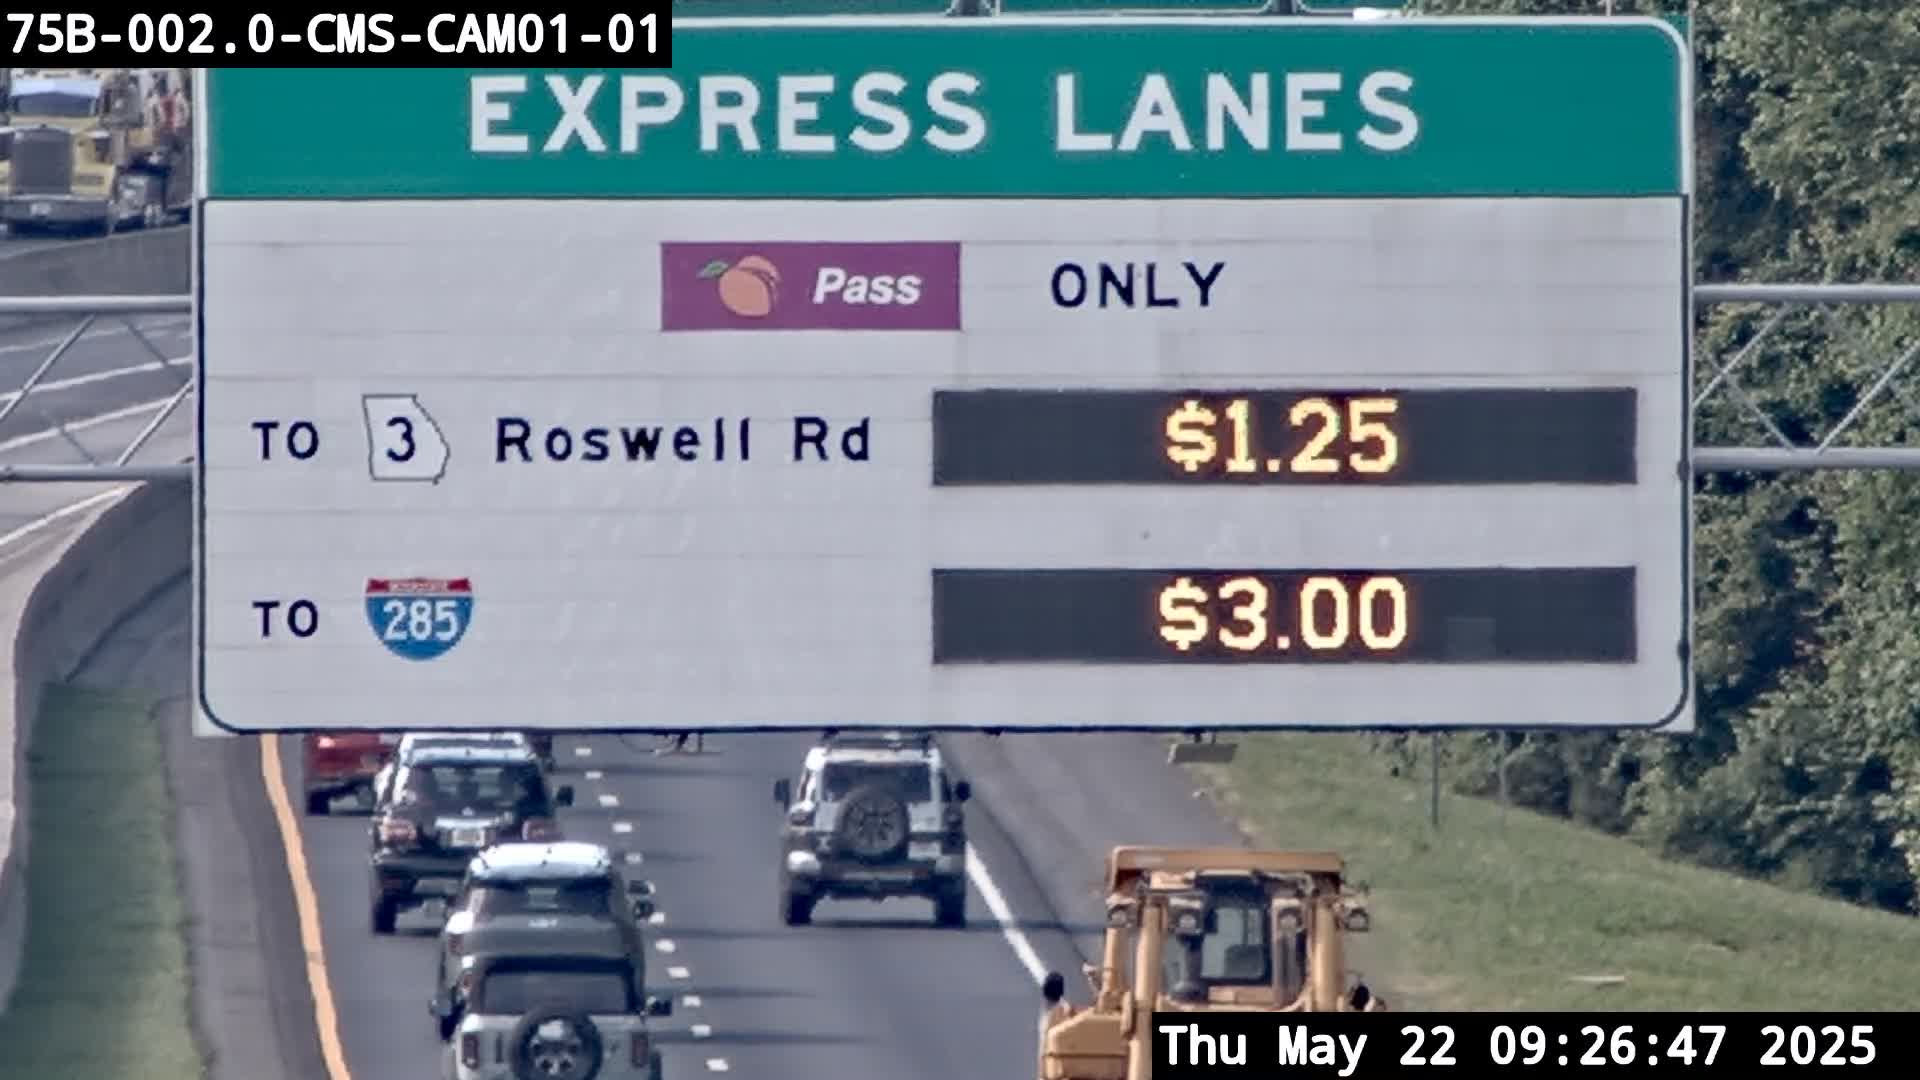 75B-002.0-CMS-CAM01-01
EXPRESS LANES
Pass ONLY
TO 3 Roswell Rd $1.25
TO 285 $3.00
Thu May 22 09:26:47 2025